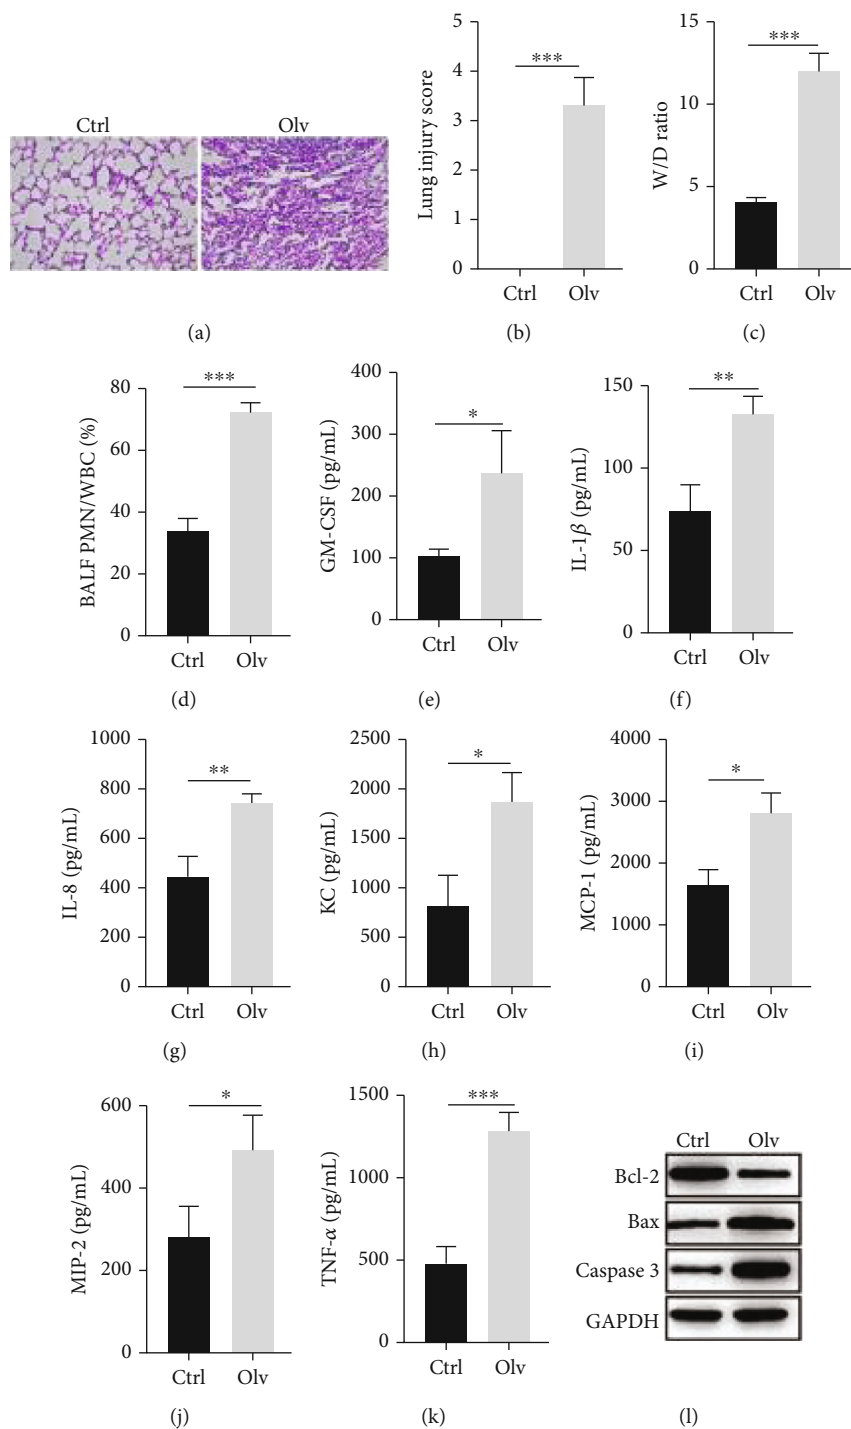 Ctrl
Olv
(a)
Lung injury score
5
4
3
2
1
0
***
Ctrl
Olv
(b)
W/D ratio
15
10
5
0
***
Ctrl
Olv
(c)
BALF PMN/WBC (%)
80
60
40
20
0
***
Ctrl
Olv
(d)
GM-CSF (pg/mL)
400
300
200
100
0
*
Ctrl
Olv
(e)
IL-1β (pg/mL)
150
100
50
0
**
Ctrl
Olv
(f)
IL-8 (pg/mL)
1000
800
600
400
200
0
**
Ctrl
Olv
(g)
KC (pg/mL)
2500
2000
1500
1000
500
0
*
Ctrl
Olv
(h)
MCP-1 (pg/mL)
4000
3000
2000
1000
0
*
Ctrl
Olv
(i)
MIP-2 (pg/mL)
600
400
200
0
*
Ctrl
Olv
(j)
TNF-α (pg/mL)
1500
1000
500
0
***
Ctrl
Olv
(k)
Ctrl
Olv
Bcl-2
Bax
Caspase 3
GAPDH
(l)